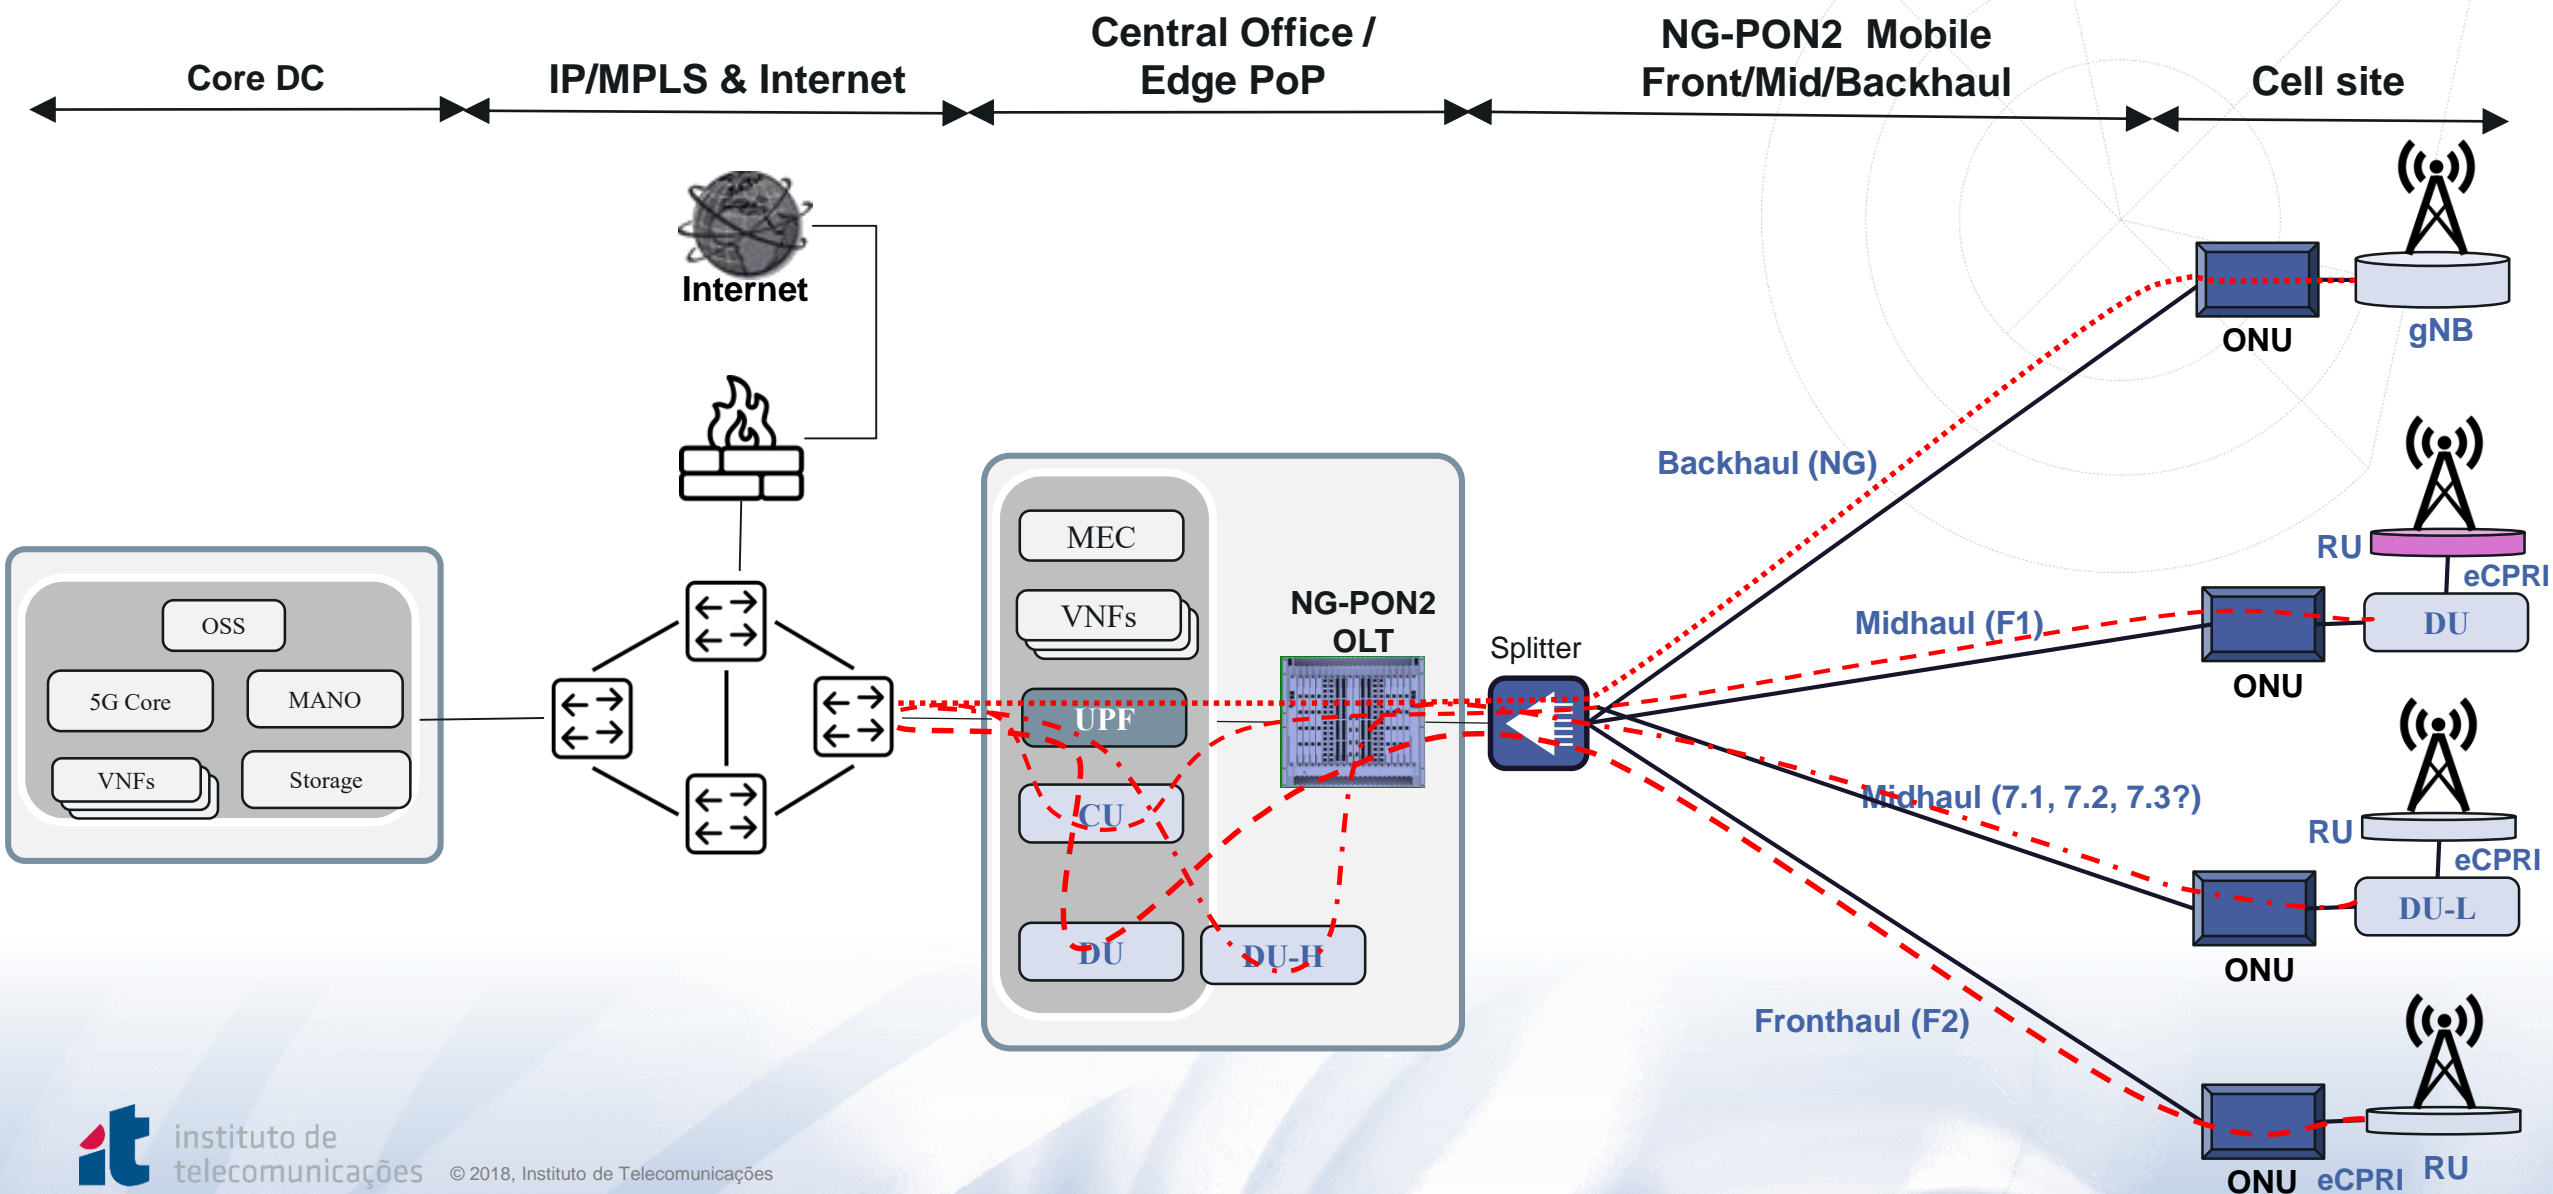 Core DC
IP/MPLS & Internet
Central Office /
Edge PoP
NG-PON2 Mobile
Front/Mid/Backhaul
Cell site
Internet
ONU
gNB
Backhaul (NG)
RU
eCPRI
DU
ONU
Midhaul (F1)
MEC
VNFs
UPF
CU
DU
DU-H
NG-PON2
OLT
Splitter
OSS
5G Core
MANO
VNFs
Storage
Midhaul (7.1, 7.2, 7.3?)
RU
eCPRI
DU-L
ONU
Fronthaul (F2)
ONU
eCPRI
RU
it
instituto de
telecomunicações
© 2018, Instituto de Telecomunicações